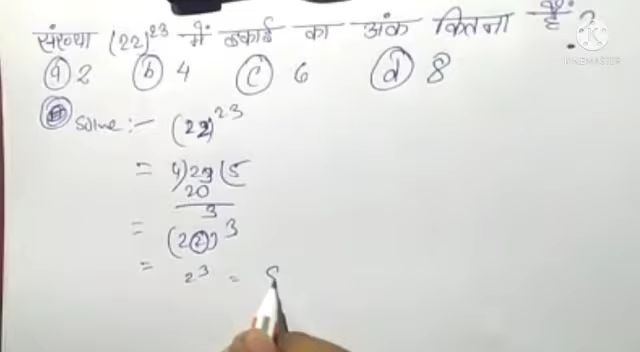 संख्या (22)²³ में इकाई का अंक कितना है?
(a) 2 (b) 4 (c) 6 (d) 8
KINEMASTER
Solve :- (22)²³
= 4)23(5
20
3
= (22)³
= 2³ = 8